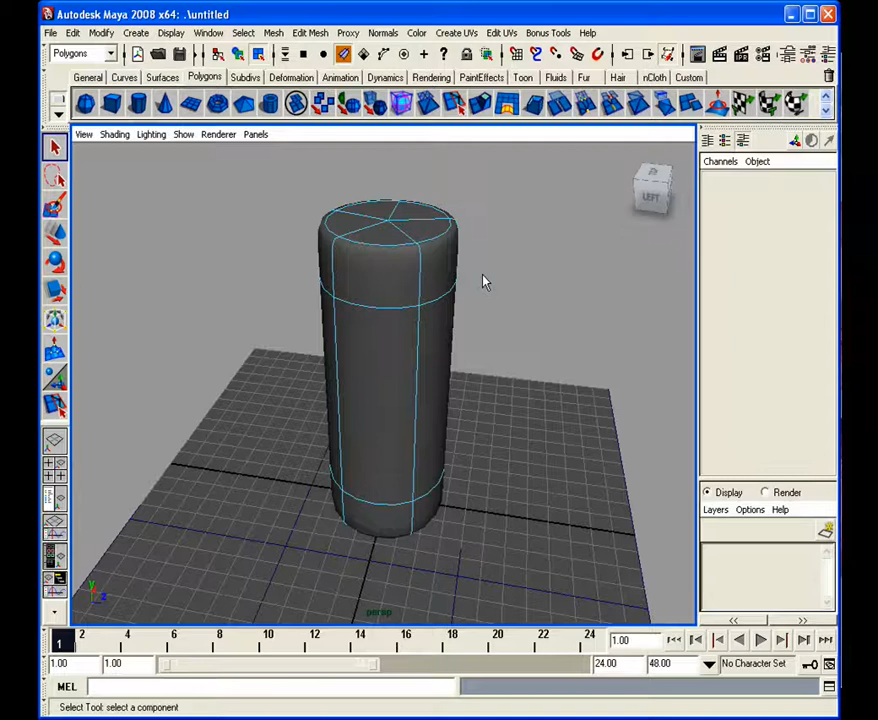 Autodesk Maya 2008 x64: .\untitled
File Edit Modify Create Display Window Select Mesh Edit Mesh Proxy Normals Color Create UVs Edit UVs Bonus Tools Help
Polygons
General Curves Surfaces Polygons Subdivs Deformation Animation Dynamics Rendering PaintEffects Toon Fluids Fur Hair nCloth Custom
View Shading Lighting Show Renderer Panels
Channels Object
LEFT
Display Render
Layers Options Help
y
z
persp
<< >>
1 2 4 6 8 10 12 14 16 18 20 22 24 1.00
1.00 1.00 24.00 48.00 No Character Set
MEL
Select Tool: select a component